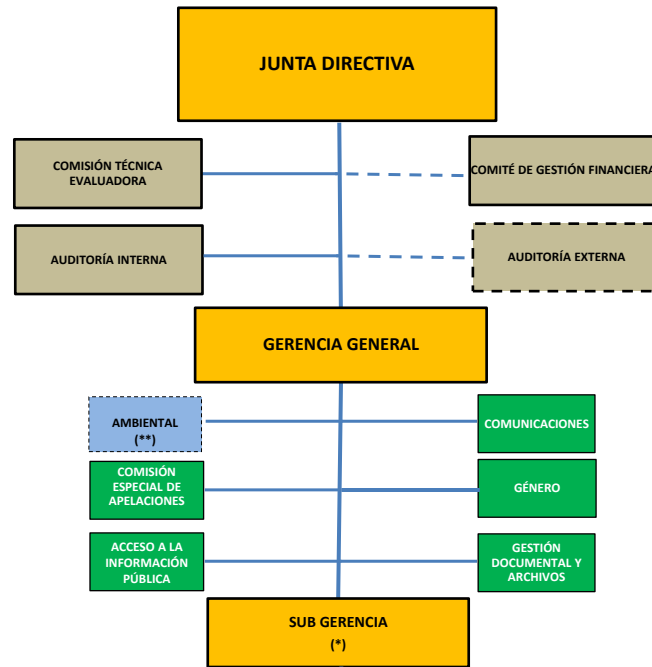 JUNTA DIRECTIVA
COMISIÓN TÉCNICA
EVALUADORA
COMITÉ DE GESTIÓN FINANCIERA
AUDITORÍA INTERNA
AUDITORÍA EXTERNA
GERENCIA GENERAL
AMBIENTAL
(**)
COMUNICACIONES
COMISIÓN
ESPECIAL DE
APELACIONES
GÉNERO
ACCESO A LA
INFORMACIÓN
PÚBLICA
GESTIÓN
DOCUMENTAL Y
ARCHIVOS
SUB GERENCIA
(*)